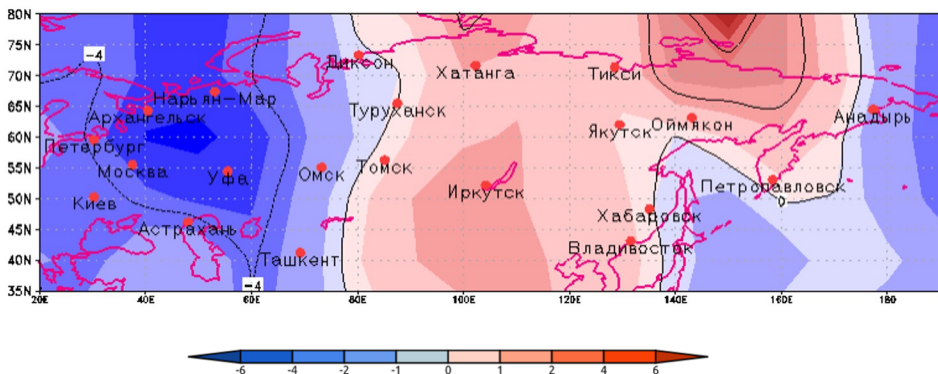 80N
75N
-4
Диксон
Хатанга
Тикси
70N
Нарьян-Мар
65N
Архангельск
Туруханск
Якутск
Оймякон
Анадырь
60N
Петербург
Москва
Уфа
Омск
Томск
55N
Иркутск
Петропавловск
50N
Киев
Астрахань
Хабаровск
45N
Владивосток
Ташкент
40N
35N
-4
20E 40E 60E 80E 100E 120E 140E 160E 180
-6 -4 -2 -1 0 1 2 4 6